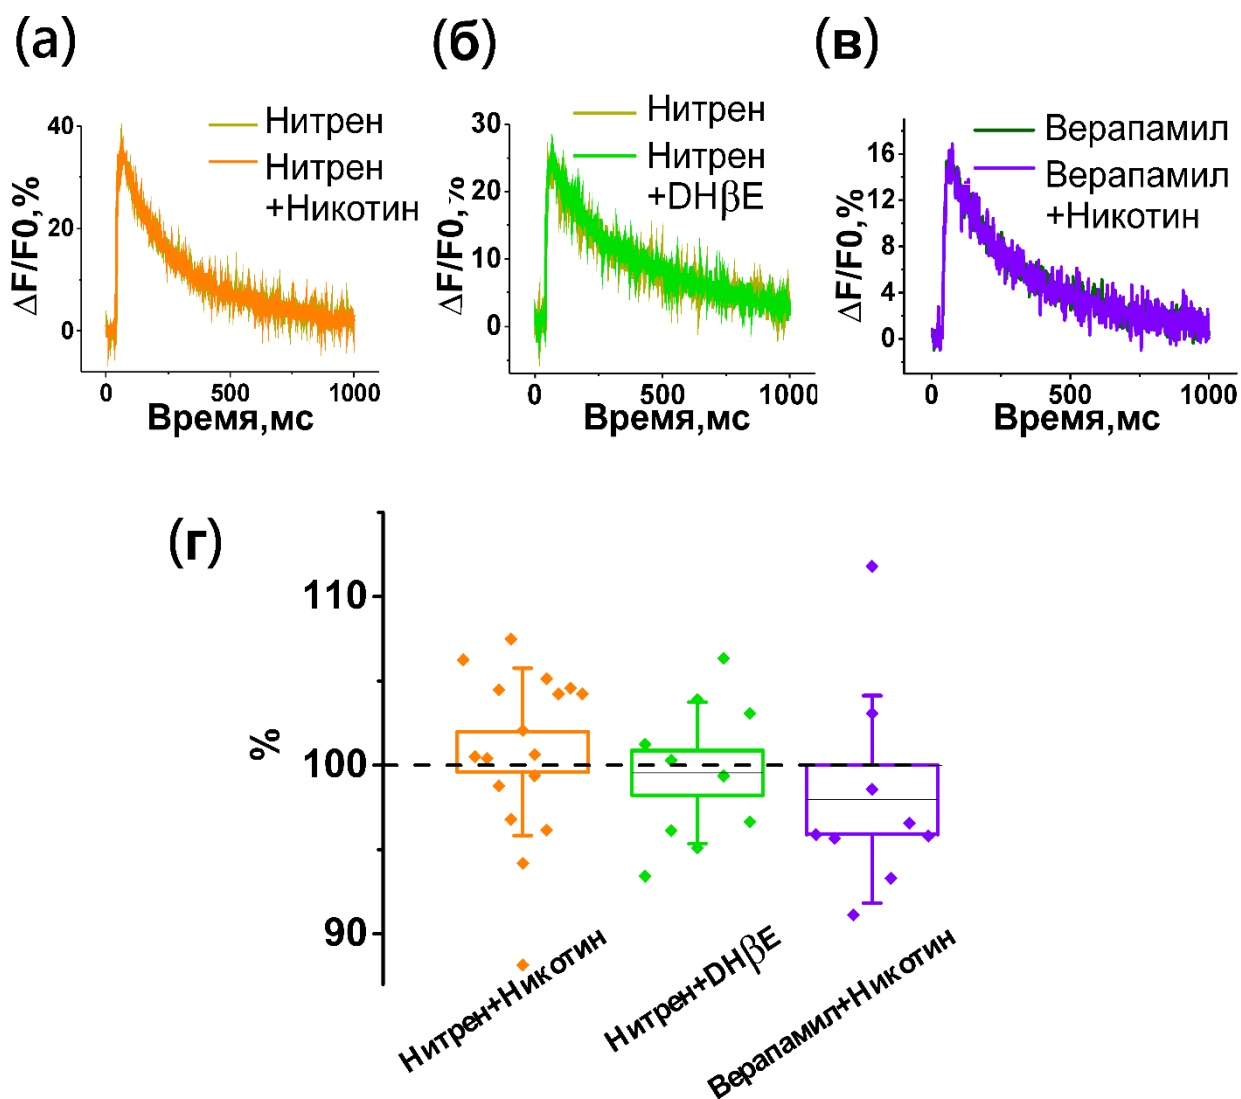 (а)
ΔF/F0,%
40
20
0
Нитрен
Нитрен
+Никотин
0
500
1000
Время,мс
(б)
ΔF/F0,%
30
20
10
0
Нитрен
Нитрен
+DHβE
0
500
1000
Время,мс
(в)
ΔF/F0,%
16
12
8
4
0
Верапамил
Верапамил
+Никотин
0
500
1000
Время,мс
(г)
%
110
100
90
Нитрен+Никотин
Нитрен+DHβE
Верапамил+Никотин